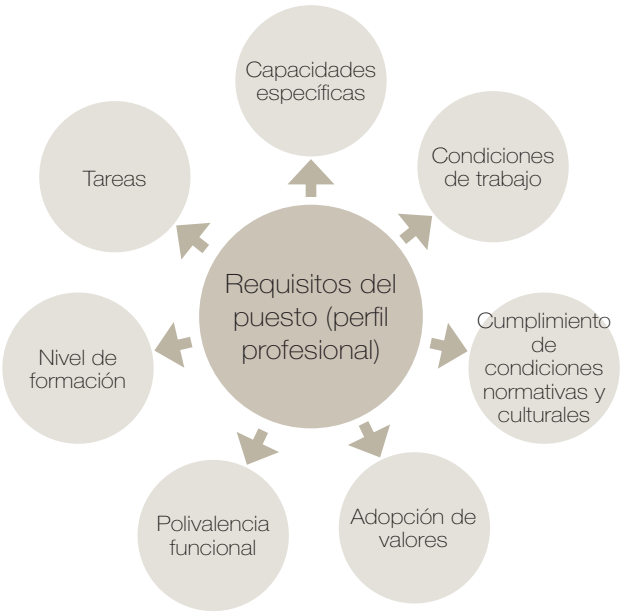 Capacidades
específicas
Condiciones
de trabajo
Cumplimiento
de
condiciones
normativas y
culturales
Adopción de
valores
Polivalencia
funcional
Nivel de
formación
Tareas
Requisitos del
puesto (perfil
profesional)